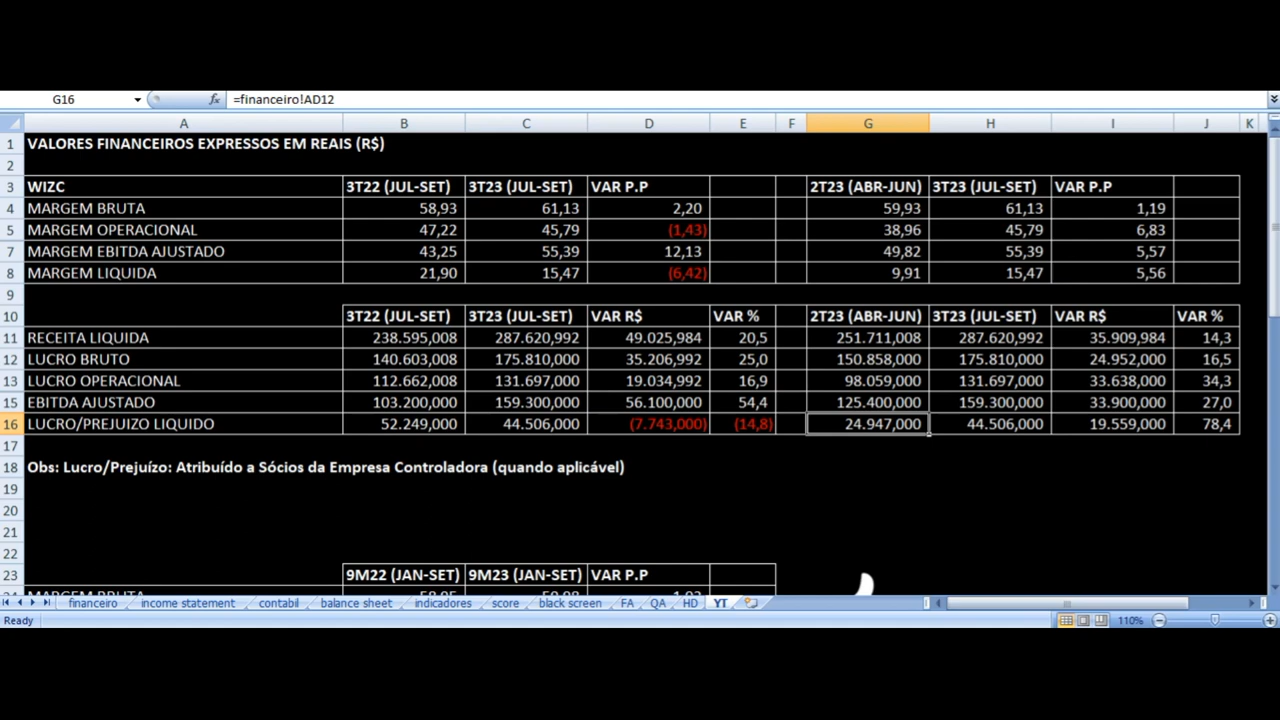 G16 fx =financeiro!AD12
A B C D E F G H I J K
1 VALORES FINANCEIROS EXPRESSOS EM REAIS (R$)
2
3 WIZC 3T22 (JUL-SET) 3T23 (JUL-SET) VAR P.P 2T23 (ABR-JUN) 3T23 (JUL-SET) VAR P.P
4 MARGEM BRUTA 58,93 61,13 2,20 59,93 61,13 1,19
5 MARGEM OPERACIONAL 47,22 45,79 (1,43) 38,96 45,79 6,83
7 MARGEM EBITDA AJUSTADO 43,25 55,39 12,13 49,82 55,39 5,57
8 MARGEM LIQUIDA 21,90 15,47 (6,42) 9,91 15,47 5,56
9
10 3T22 (JUL-SET) 3T23 (JUL-SET) VAR R$ VAR % 2T23 (ABR-JUN) 3T23 (JUL-SET) VAR R$ VAR %
11 RECEITA LIQUIDA 238.595,008 287.620,992 49.025,984 20,5 251.711,008 287.620,992 35.909,984 14,3
12 LUCRO BRUTO 140.603,008 175.810,000 35.206,992 25,0 150.858,000 175.810,000 24.952,000 16,5
13 LUCRO OPERACIONAL 112.662,008 131.697,000 19.034,992 16,9 98.059,000 131.697,000 33.638,000 34,3
15 EBITDA AJUSTADO 103.200,000 159.300,000 56.100,000 54,4 125.400,000 159.300,000 33.900,000 27,0
16 LUCRO/PREJUIZO LIQUIDO 52.249,000 44.506,000 (7.743,000) (14,8) 24.947,000 44.506,000 19.559,000 78,4
17
18 Obs: Lucro/Prejuízo: Atribuído a Sócios da Empresa Controladora (quando aplicável)
19
20
21
22
23 9M22 (JAN-SET) 9M23 (JAN-SET) VAR P.P
financeiro income statement contabil balance sheet indicadores score black screen FA QA HD YT
Ready 110%